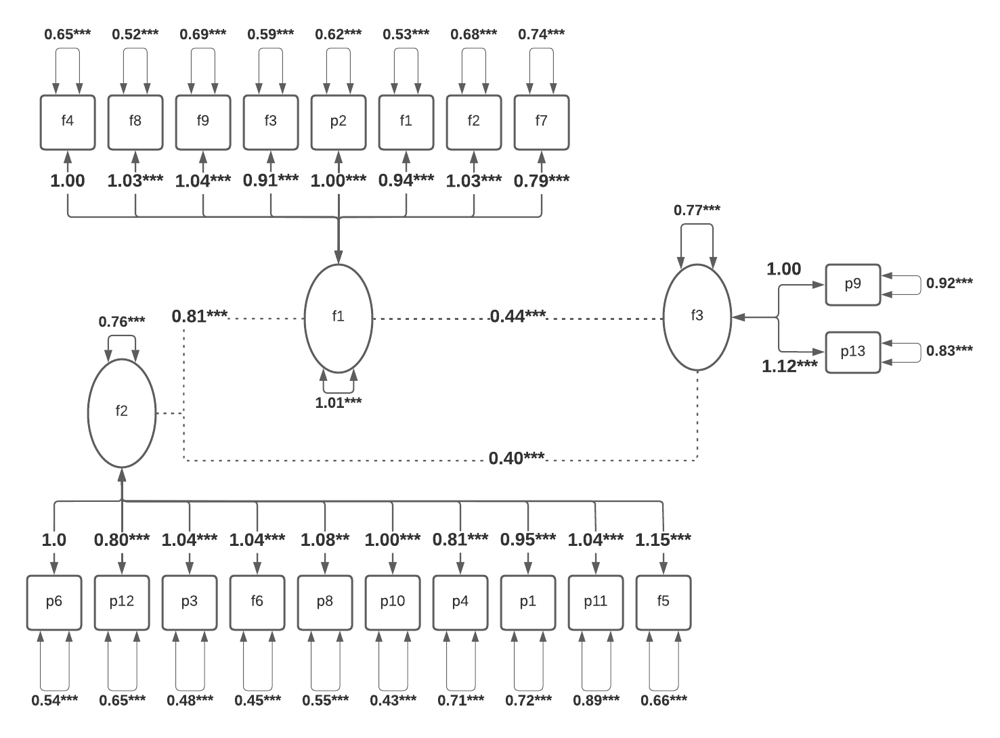 0.65*** 0.52*** 0.69*** 0.59*** 0.62*** 0.53*** 0.68*** 0.74***
f4 f8 f9 f3 p2 f1 f2 f7
1.00 1.03*** 1.04*** 0.91*** 1.00*** 0.94*** 1.03*** 0.79***
0.77***
1.00
p9 0.92***
0.81*** f1 0.44*** f3
0.76***
p13 0.83***
1.12***
1.01***
f2
0.40***
1.0 0.80*** 1.04*** 1.04*** 1.08** 1.00*** 0.81*** 0.95*** 1.04*** 1.15***
p6 p12 p3 f6 p8 p10 p4 p1 p11 f5
0.54*** 0.65*** 0.48*** 0.45*** 0.55*** 0.43*** 0.71*** 0.72*** 0.89*** 0.66***